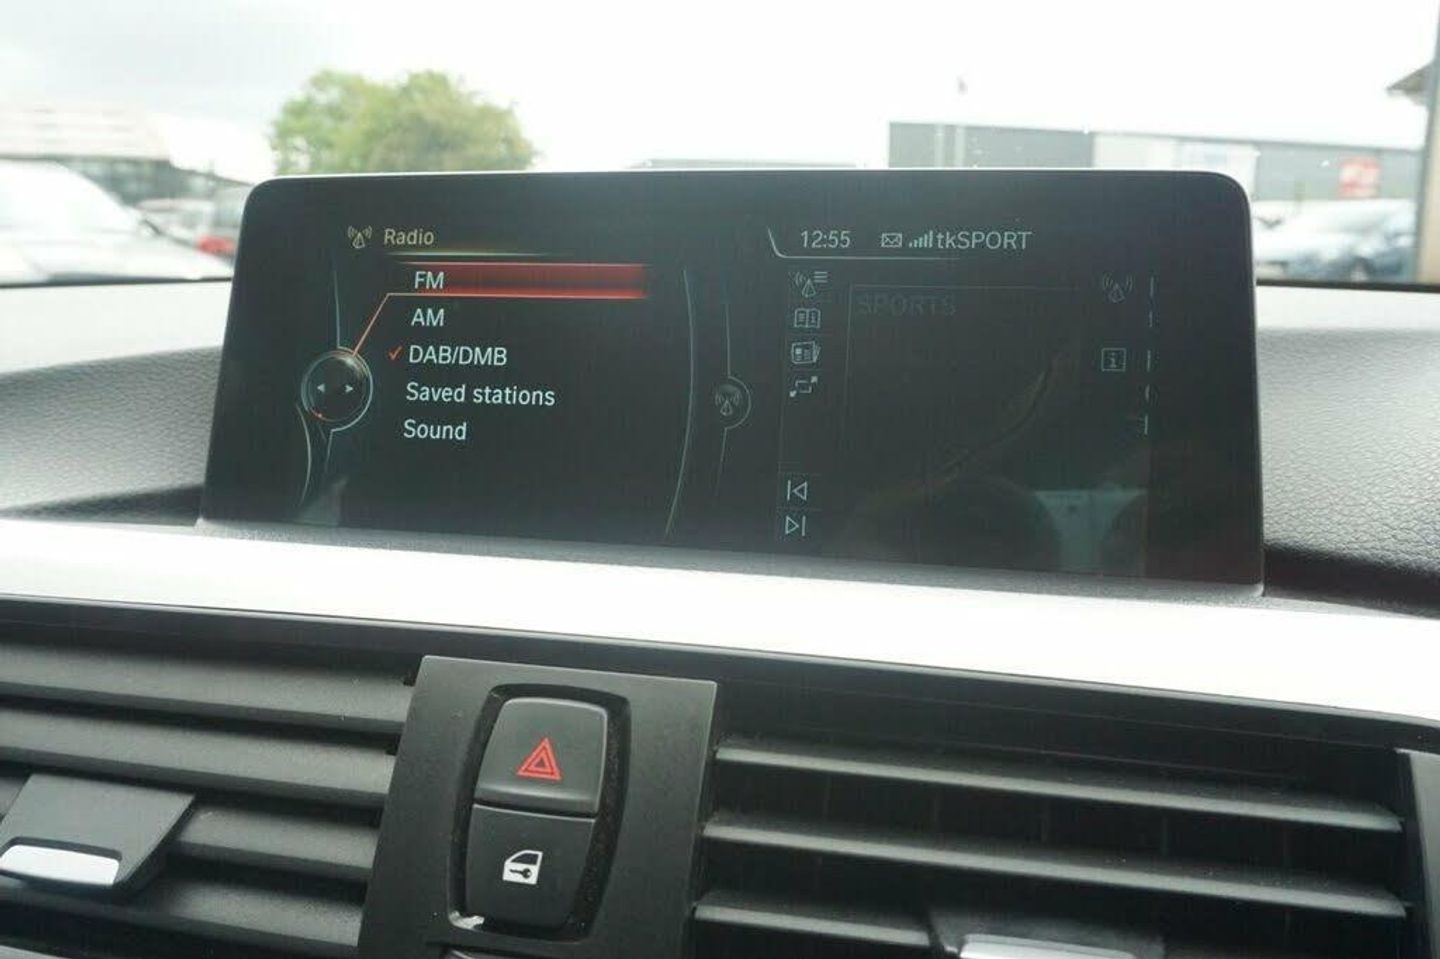 Radio
FM
AM
DAB/DMB
Saved stations
Sound
12:55 tkSPORT
SPORTS